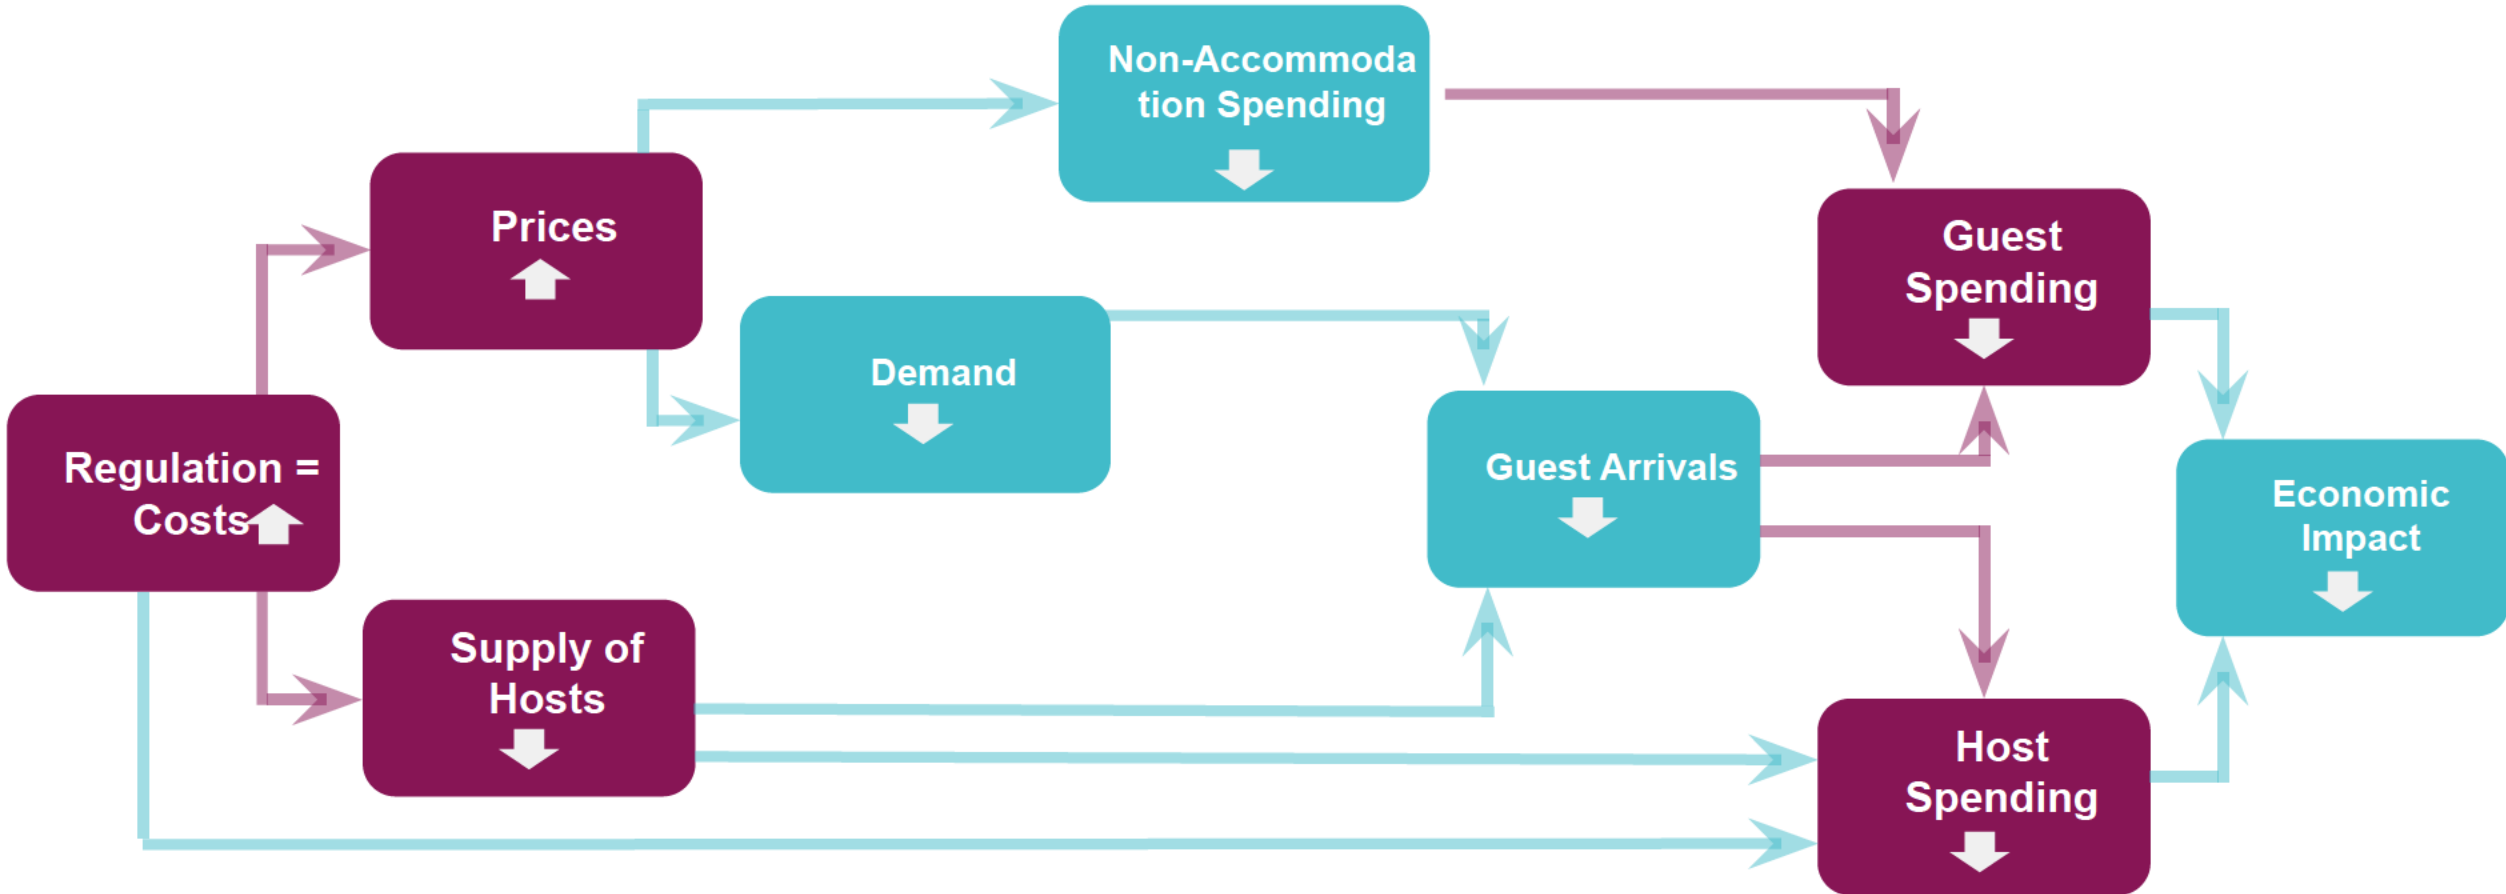 Non-Accommoda
tion Spending
Prices
Guest
Spending
Demand
Guest Arrivals
Regulation =
Costs
Economic
Impact
Supply of
Hosts
Host
Spending